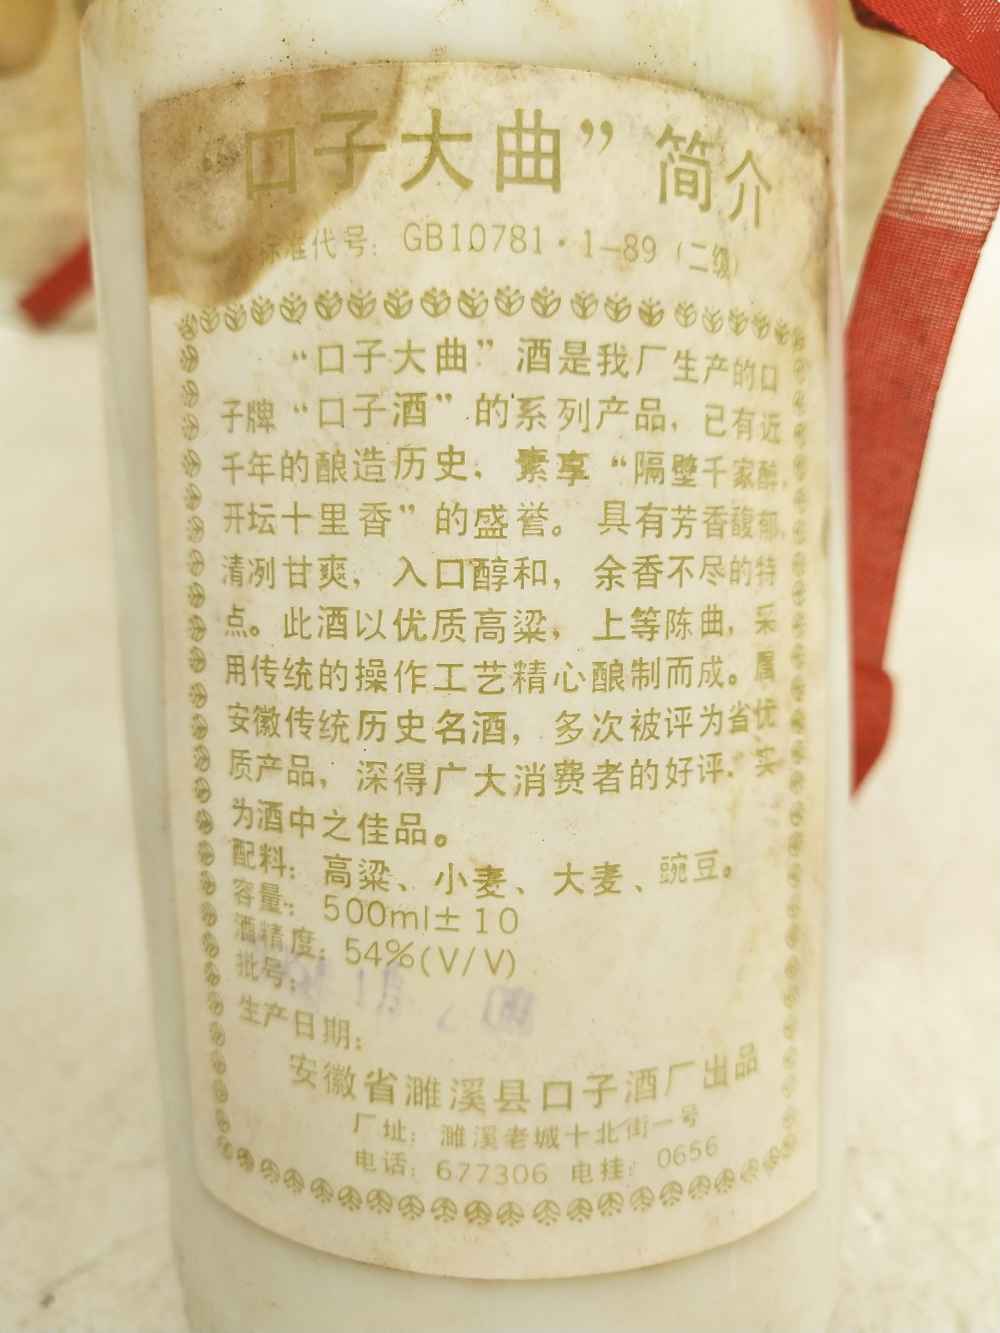 “口子大曲”简介
标准代号：GB10781·1-89（二级）
“口子大曲”酒是我厂生产的口
子牌“口子酒”的系列产品，已有近
千年的酿造历史，素享“隔壁千家醉，
开坛十里香”的盛誉。具有芳香馥郁，
清冽甘爽，入口醇和，余香不尽的特
点。此酒以优质高粱，上等陈曲，采
用传统的操作工艺精心酿制而成。属
安徽传统历史名酒，多次被评为省优
质产品，深得广大消费者的好评，实
为酒中之佳品。
配料：高粱、小麦、大麦、豌豆。
容量：500ml±10
酒精度：54%(V/V)
批号：
1月
生产日期：
安徽省濉溪县口子酒厂出品
厂址：濉溪老城十北街一号
电话：677306 电挂：0656